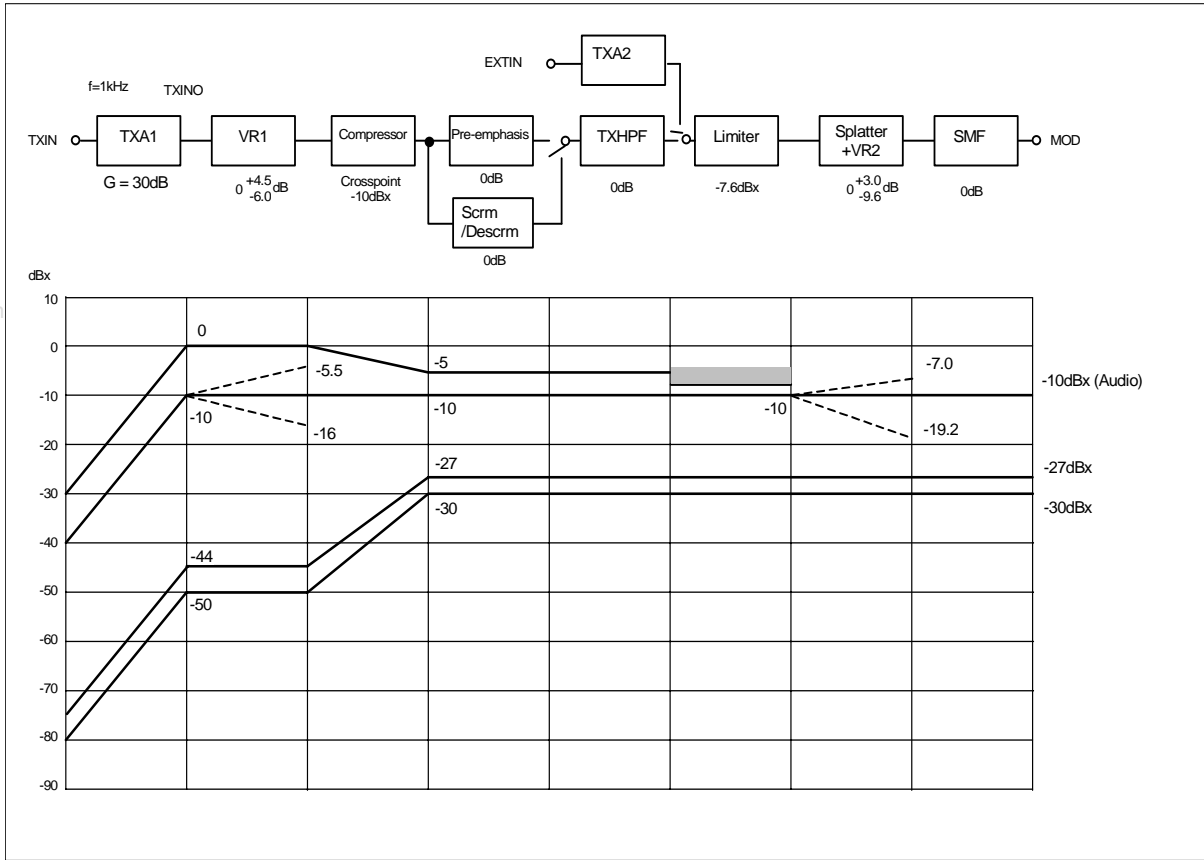 EXTIN
TXA2
f=1kHz
TXINO
TXIN
TXA1
VR1
Compressor
Pre-emphasis
TXHPF
Limiter
Splatter
+VR2
SMF
MOD
G = 30dB
0 +4.5 -6.0 dB
Crosspoint
-10dBx
0dB
0dB
-7.6dBx
0 +3.0 -9.6 dB
0dB
Scrm
/Descrm
0dB
dBx
10
0
-10
-20
-30
-40
-50
-60
-70
-80
-90
0
-5
-5.5
-7.0
-10
-10
-10
-10dBx (Audio)
-16
-19.2
-27
-27dBx
-30
-30dBx
-44
-50